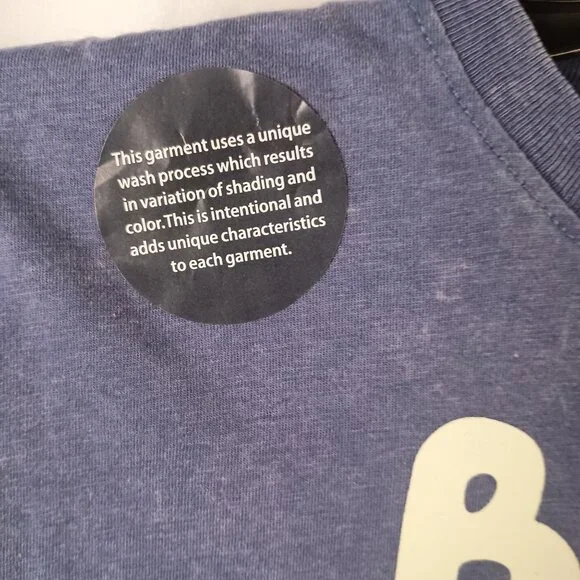 This garment uses a unique
wash process which results
in variation of shading and
color.This is intentional and
adds unique characteristics
to each garment.
B